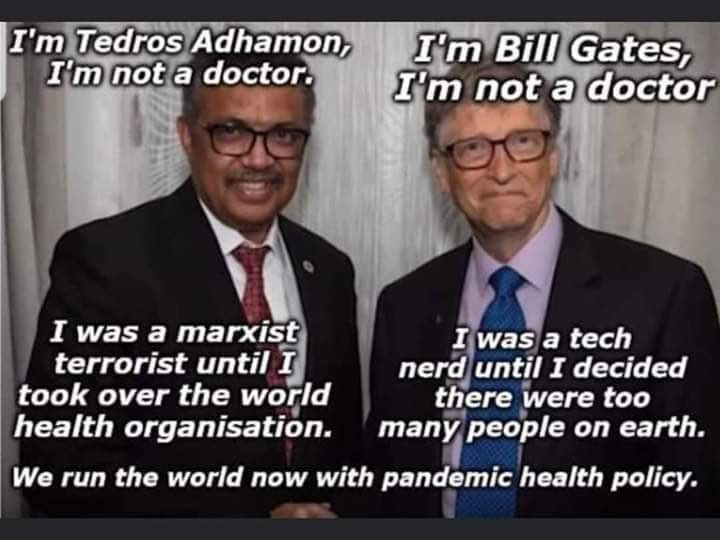 I'm Tedros Adhamon,
I'm not a doctor.
I'm Bill Gates,
I'm not a doctor
I was a marxist
terrorist until I
took over the world
health organisation.
I was a tech
nerd until I decided
there were too
many people on earth.
We run the world now with pandemic health policy.